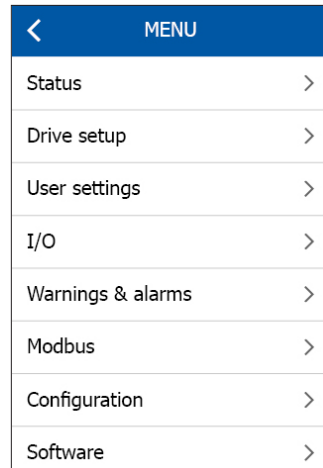 MENU
Status
Drive setup
User settings
I/O
Warnings & alarms
Modbus
Configuration
Software